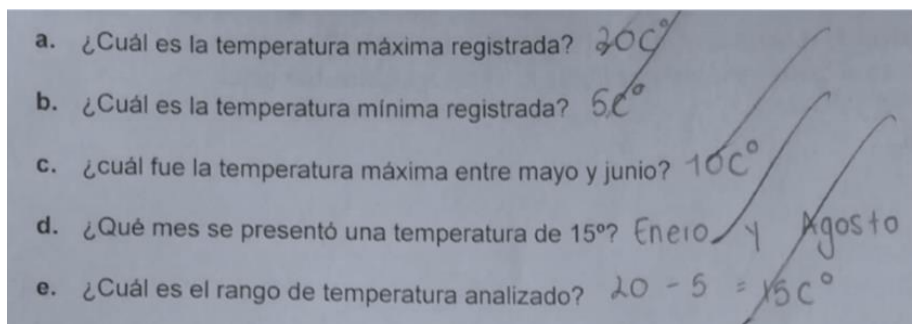 a. ¿Cuál es la temperatura máxima registrada? 20C°
b. ¿Cuál es la temperatura mínima registrada? 5C°
c. ¿cuál fue la temperatura máxima entre mayo y junio? 10C°
d. ¿Qué mes se presentó una temperatura de 15º? Enero y Agosto
e. ¿Cuál es el rango de temperatura analizado? 20 - 5 = 15C°